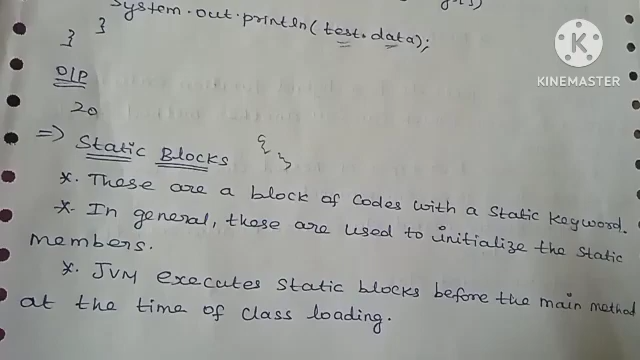 System.out.println(test.data);
}
}
O/P
20
=> Static Blocks { }
*. These are a block of codes with a static keyword.
*. In general, these are used to initialize the static
members.
*. JVM executes static blocks before the main method
at the time of class loading.
K
KINEMASTER